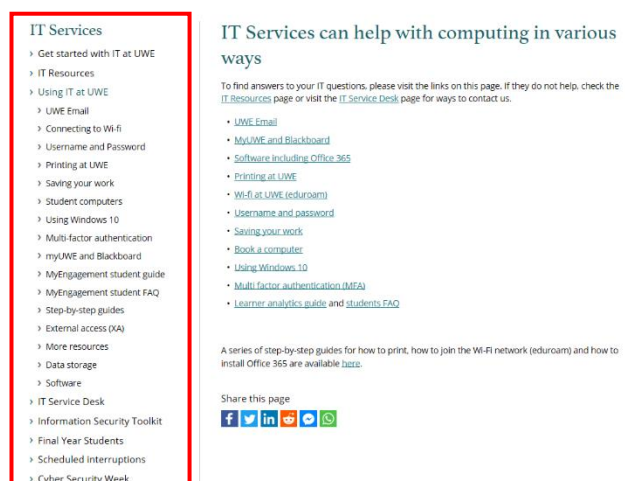 IT Services
Get started with IT at UWE
IT Resources
Using IT at UWE
UWE Email
Connecting to Wi-fi
Username and Password
Printing at UWE
Saving your work
Student computers
Using Windows 10
Multi-factor authentication
myUWE and Blackboard
MyEngagement student guide
MyEngagement student FAQ
Step-by-step guides
External access (XA)
More resources
Data storage
Software
IT Service Desk
Information Security Toolkit
Final Year Students
Scheduled Interruptions
Cyber Security Week
IT Services can help with computing in various
ways
To find answers to your IT questions, please visit the links on this page. If they do not help, check the
IT Resources page or visit the IT Service Desk page for ways to contact us.
• UWE Email
• MyUWE and Blackboard
• Software including Office 365
• Printing at UWE
• Wi-fi at UWE (eduroam)
• Username and password
• Saving your work
• Book a computer
• Using Windows 10
• Multi factor authentication (MFA)
• Learner analytics guide and students FAQ
A series of step-by-step guides for how to print, how to join the Wi-Fi network (eduroam) and how to
install Office 365 are available here.
Share this page